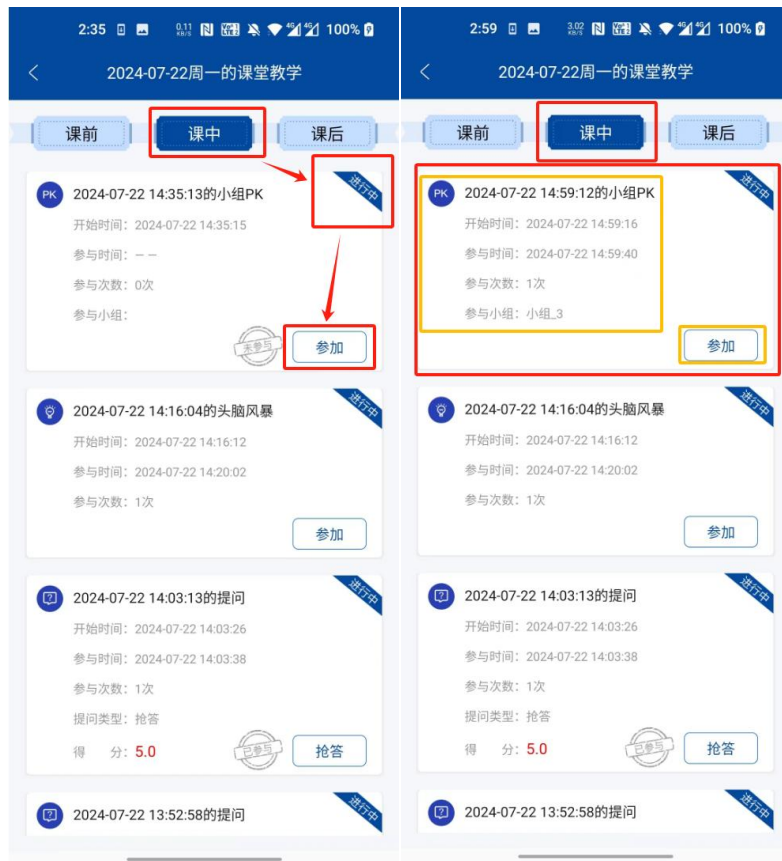 2:35 0.11 KB/S 4G 4G 100%
2024-07-22周一的课堂教学
课前 课中 课后
进行中
PK 2024-07-22 14:35:13的小组PK
开始时间：2024-07-22 14:35:15
参与时间：– –
参与次数：0次
参与小组：
未参与 参加
进行中
2024-07-22 14:16:04的头脑风暴
开始时间：2024-07-22 14:16:12
参与时间：2024-07-22 14:20:02
参与次数：1次
参加
进行中
2024-07-22 14:03:13的提问
开始时间：2024-07-22 14:03:26
参与时间：2024-07-22 14:03:38
参与次数：1次
提问类型：抢答
得 分：5.0 已参与 抢答
进行中
2024-07-22 13:52:58的提问
2:59 3.02 KB/S 4G 4G 100%
2024-07-22周一的课堂教学
课前 课中 课后
进行中
PK 2024-07-22 14:59:12的小组PK
开始时间：2024-07-22 14:59:16
参与时间：2024-07-22 14:59:40
参与次数：1次
参与小组：小组_3
参加
进行中
2024-07-22 14:16:04的头脑风暴
开始时间：2024-07-22 14:16:12
参与时间：2024-07-22 14:20:02
参与次数：1次
参加
进行中
2024-07-22 14:03:13的提问
开始时间：2024-07-22 14:03:26
参与时间：2024-07-22 14:03:38
参与次数：1次
提问类型：抢答
得 分：5.0 已参与 抢答
进行中
2024-07-22 13:52:58的提问